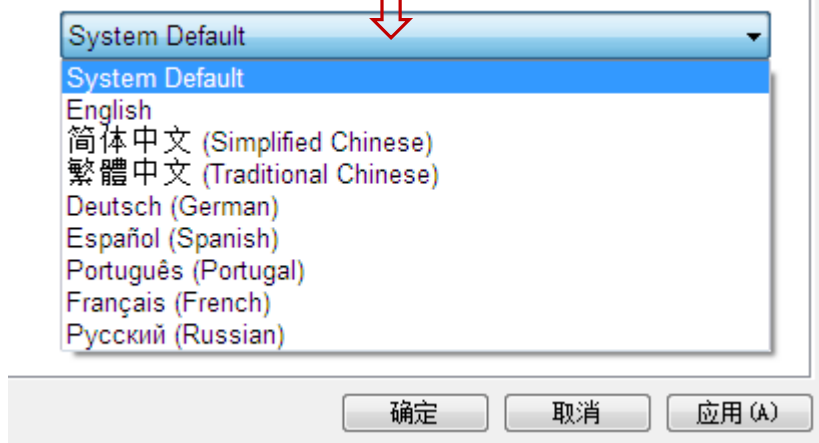 System Default
System Default
English
简体中文 (Simplified Chinese)
繁體中文 (Traditional Chinese)
Deutsch (German)
Español (Spanish)
Português (Portugal)
Français (French)
Русский (Russian)
确定 取消 应用(A)